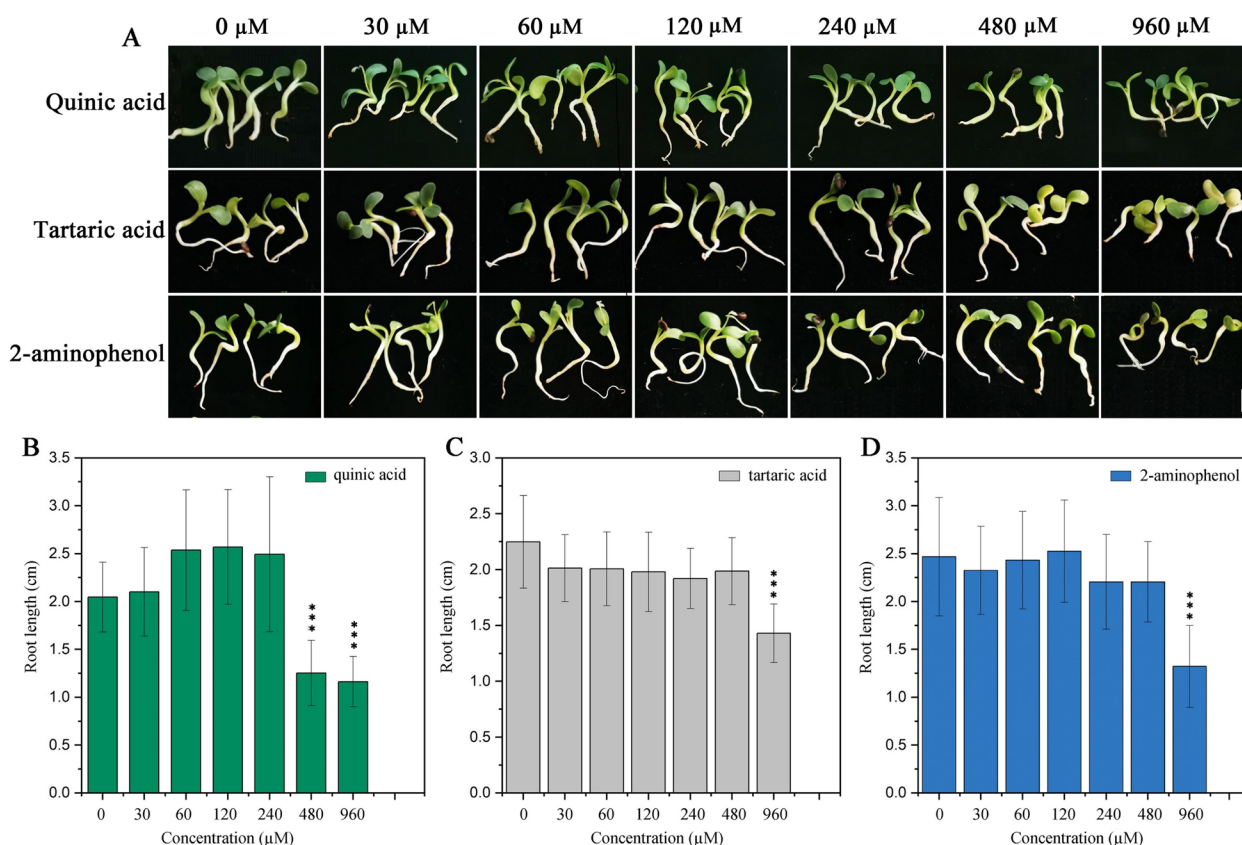 0 µM 30 µM 60 µM 120 µM 240 µM 480 µM 960 µM
A
Quinic acid
Tartaric acid
2-aminophenol
B
3.5
3.0
2.5
2.0
1.5
1.0
0.5
0.0
Root length (cm)
quinic acid
***
***
0 30 60 120 240 480 960
Concentration (µM)
C
3.0
2.5
2.0
1.5
1.0
0.5
0.0
Root length (cm)
tartaric acid
***
0 30 60 120 240 480 960
Concentration (µM)
D
3.5
3.0
2.5
2.0
1.5
1.0
0.5
0.0
Root length (cm)
2-aminophenol
***
0 30 60 120 240 480 960
Concentration (µM)